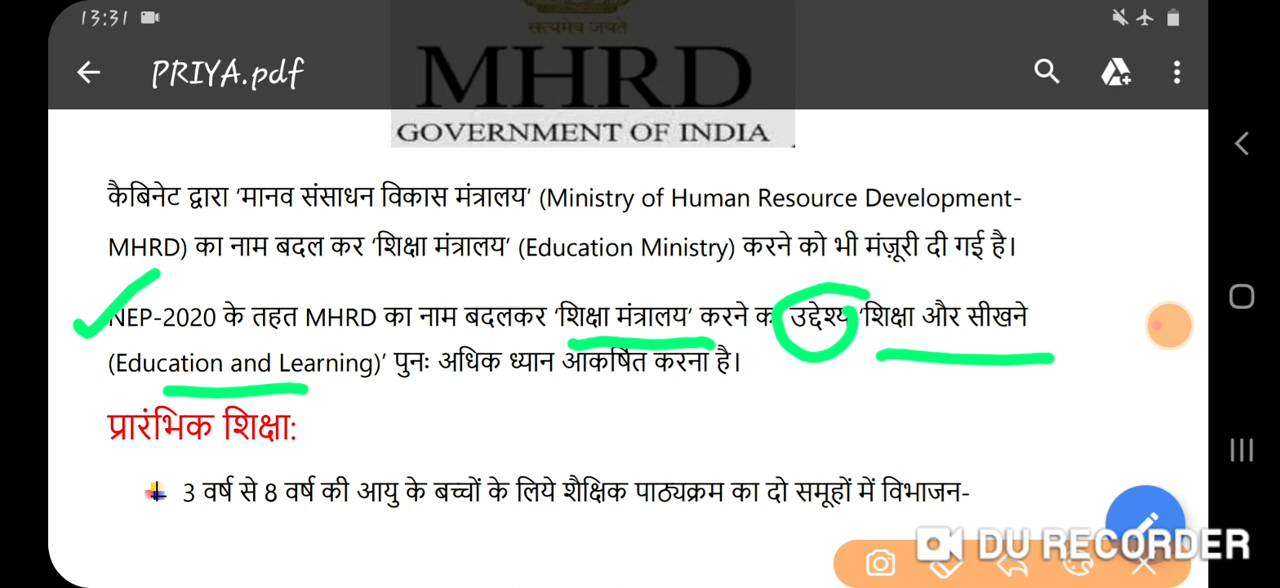 13:31
PRIYA.pdf
सत्यमेव जयते
MHRD
GOVERNMENT OF INDIA
कैबिनेट द्वारा ‘मानव संसाधन विकास मंत्रालय’ (Ministry of Human Resource Development-
MHRD) का नाम बदल कर ‘शिक्षा मंत्रालय’ (Education Ministry) करने को भी मंज़ूरी दी गई है।
NEP-2020 के तहत MHRD का नाम बदलकर ‘शिक्षा मंत्रालय’ करने का उद्देश्य ‘शिक्षा और सीखने
(Education and Learning)’ पुनः अधिक ध्यान आकर्षित करना है।
प्रारंभिक शिक्षा:
3 वर्ष से 8 वर्ष की आयु के बच्चों के लिये शैक्षिक पाठ्यक्रम का दो समूहों में विभाजन-
DU RECORDER